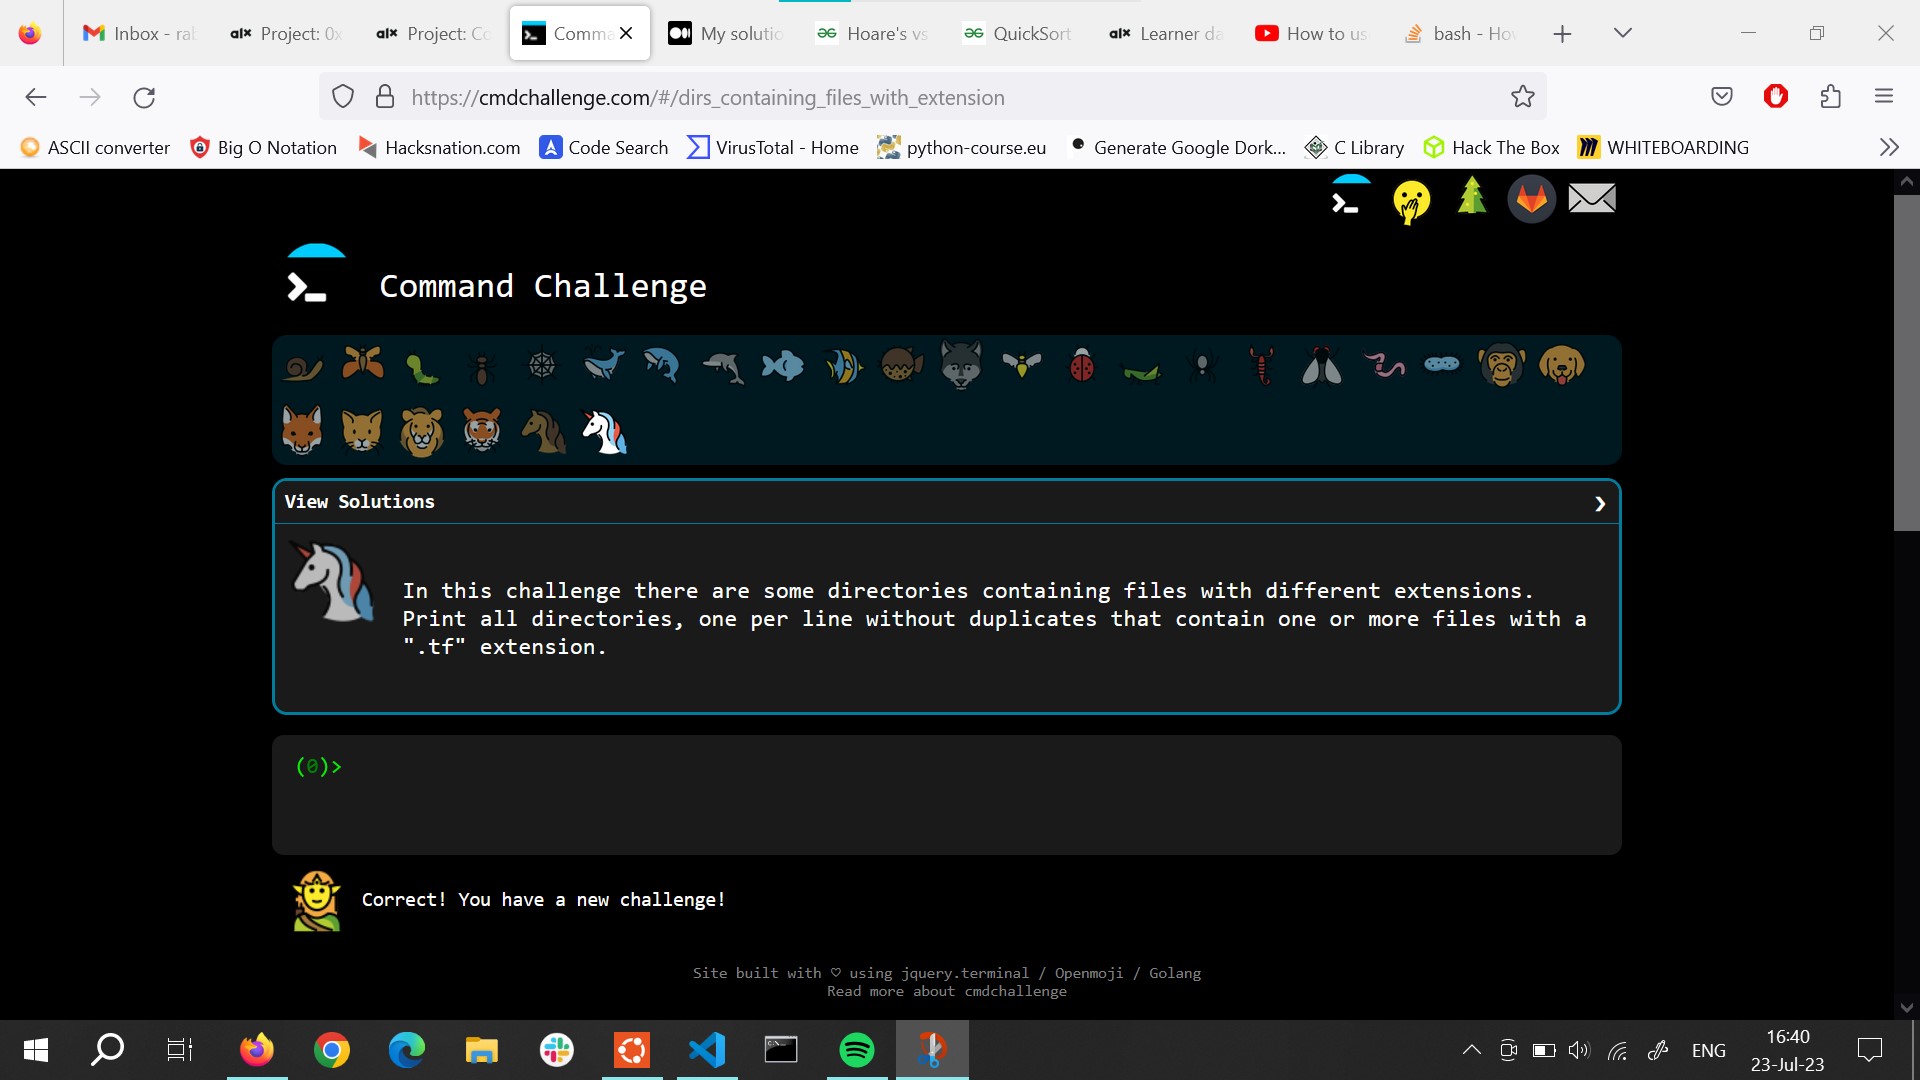 Inbox - ra
Project: 0x
Project: Co
Comma
My solutio
Hoare's vs
QuickSort
Learner da
How to us
bash - Hov
https://cmdchallenge.com/#/dirs_containing_files_with_extension
ASCII converter
Big O Notation
Hacksnation.com
Code Search
VirusTotal - Home
python-course.eu
Generate Google Dork...
C Library
Hack The Box
WHITEBOARDING
Command Challenge
View Solutions
In this challenge there are some directories containing files with different extensions.
Print all directories, one per line without duplicates that contain one or more files with a
".tf" extension.
(0)>
Correct! You have a new challenge!
Site built with ♡ using jquery.terminal / Openmoji / Golang
Read more about cmdchallenge
ENG
16:40
23-Jul-23